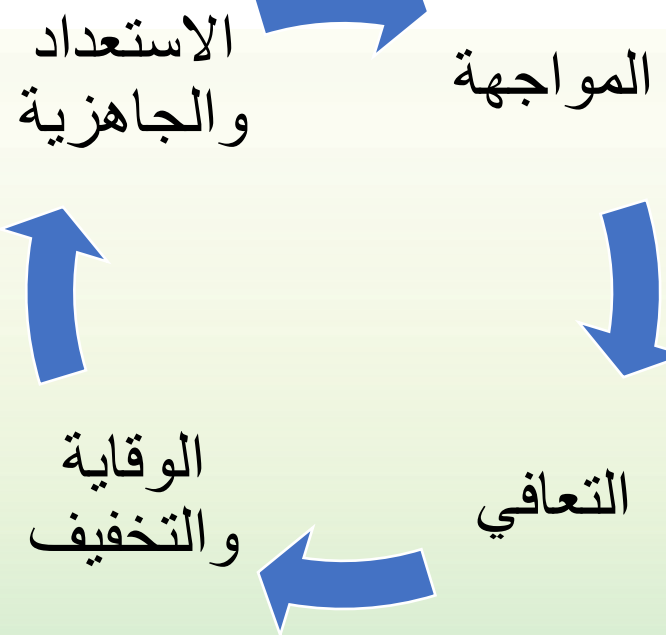 الاستعداد
والجاهزية
المواجهة
التعافي
الوقاية
والتخفيف